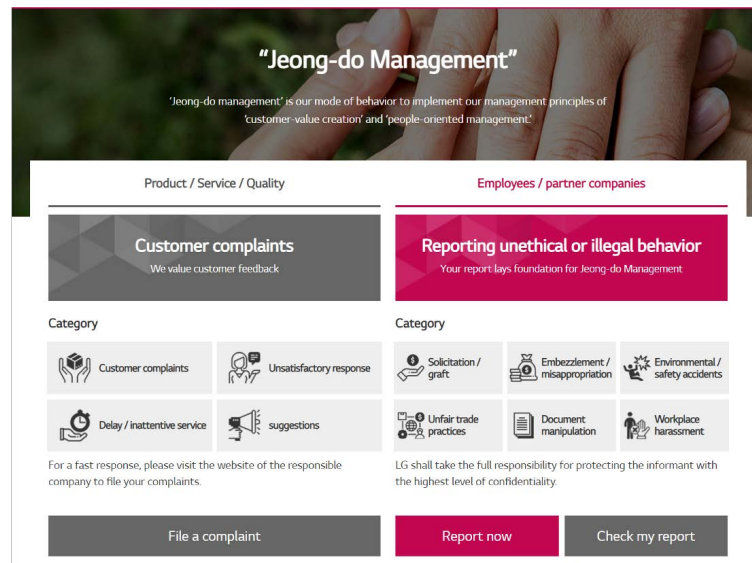 “Jeong-do Management”
‘Jeong-do management’ is our mode of behavior to implement our management principles of
‘customer-value creation’ and ‘people-oriented management.’
Product / Service / Quality
Customer complaints
We value customer feedback
Category
Customer complaints
Unsatisfactory response
Delay / inattentive service
suggestions
For a fast response, please visit the website of the responsible
company to file your complaints.
File a complaint
Employees / partner companies
Reporting unethical or illegal behavior
Your report lays foundation for Jeong-do Management
Category
Solicitation /
graft
Embezzlement /
misappropriation
Environmental /
safety accidents
Unfair trade
practices
Document
manipulation
Workplace
harassment
LG shall take the full responsibility for protecting the informant with
the highest level of confidentiality.
Report now
Check my report